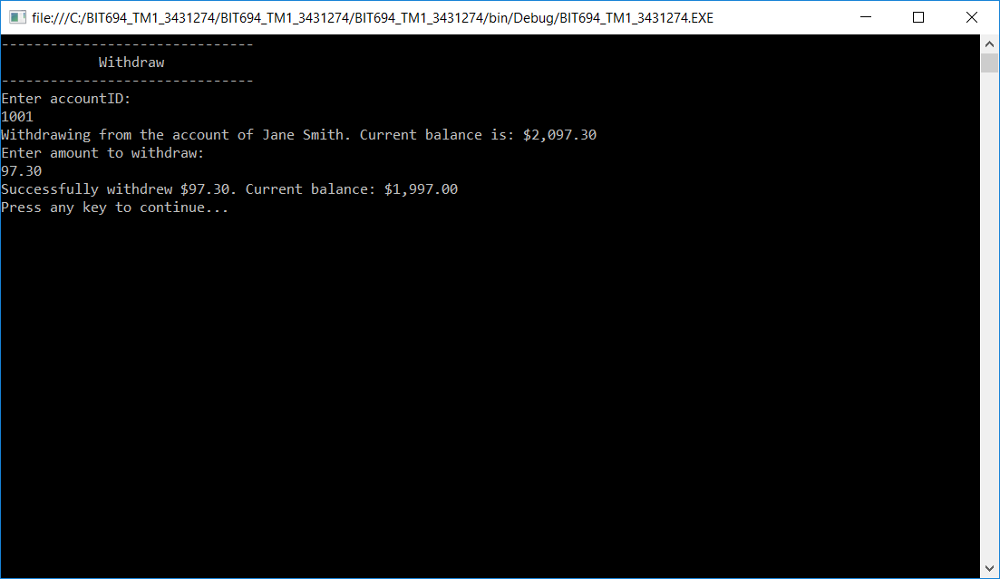 file:///C:/BIT694_TM1_3431274/BIT694_TM1_3431274/BIT694_TM1_3431274/bin/Debug/BIT694_TM1_3431274.EXE
-------------------------------
Withdraw
-------------------------------
Enter accountID:
1001
Withdrawing from the account of Jane Smith. Current balance is: $2,097.30
Enter amount to withdraw:
97.30
Successfully withdrew $97.30. Current balance: $1,997.00
Press any key to continue...